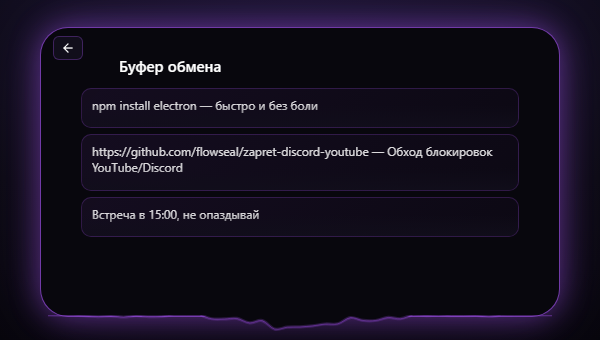 Буфер обмена
npm install electron — быстро и без боли
https://github.com/flowseal/zapret-discord-youtube — Обход блокировок
YouTube/Discord
Встреча в 15:00, не опаздывай